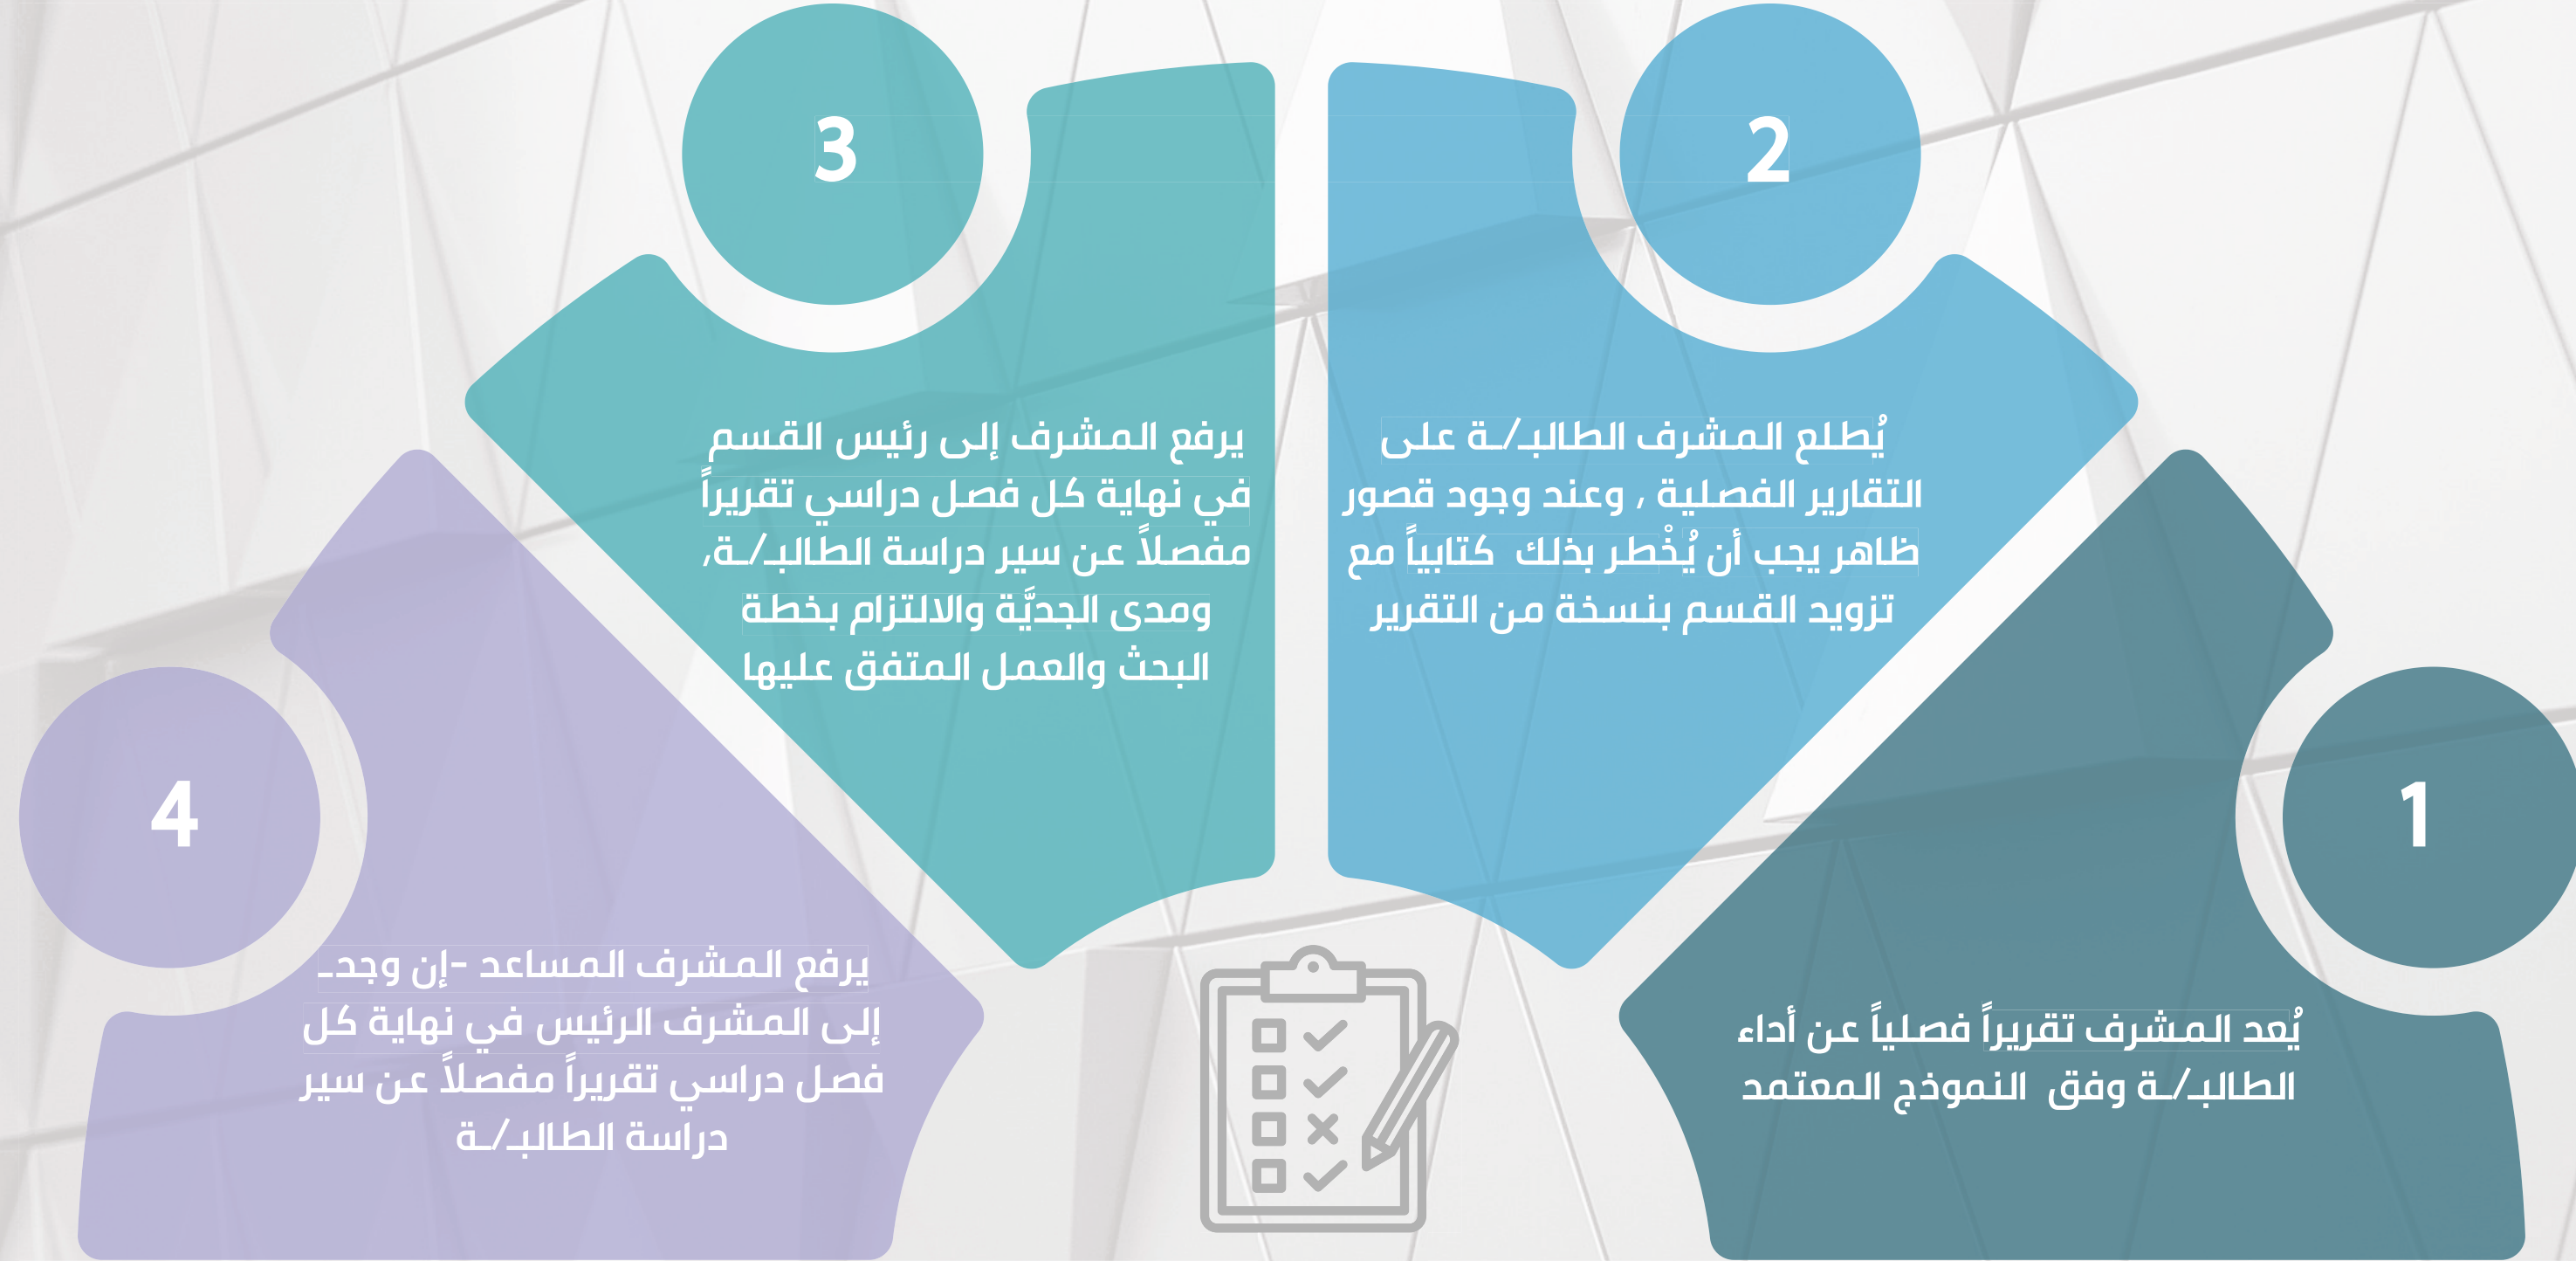 1
يُعد المشرف تقريراً فصلياً عن أداء
الطالبـ/ـة وفق النموذج المعتمد
2
يُطلع المشرف الطالبـ/ـة على
التقارير الفصلية , وعند وجود قصور
ظاهر يجب أن يُخْطر بذلك كتابياً مع
تزويد القسم بنسخة من التقرير
3
يرفع المشرف إلى رئيس القسم
في نهاية كل فصل دراسي تقريراً
مفصلاً عن سير دراسة الطالبـ/ـة,
ومدى الجديَّة والالتزام بخطة
البحث والعمل المتفق عليها
4
يرفع المشرف المساعد -إن وجدـ
إلى المشرف الرئيس في نهاية كل
فصل دراسي تقريراً مفصلاً عن سير
دراسة الطالبـ/ـة